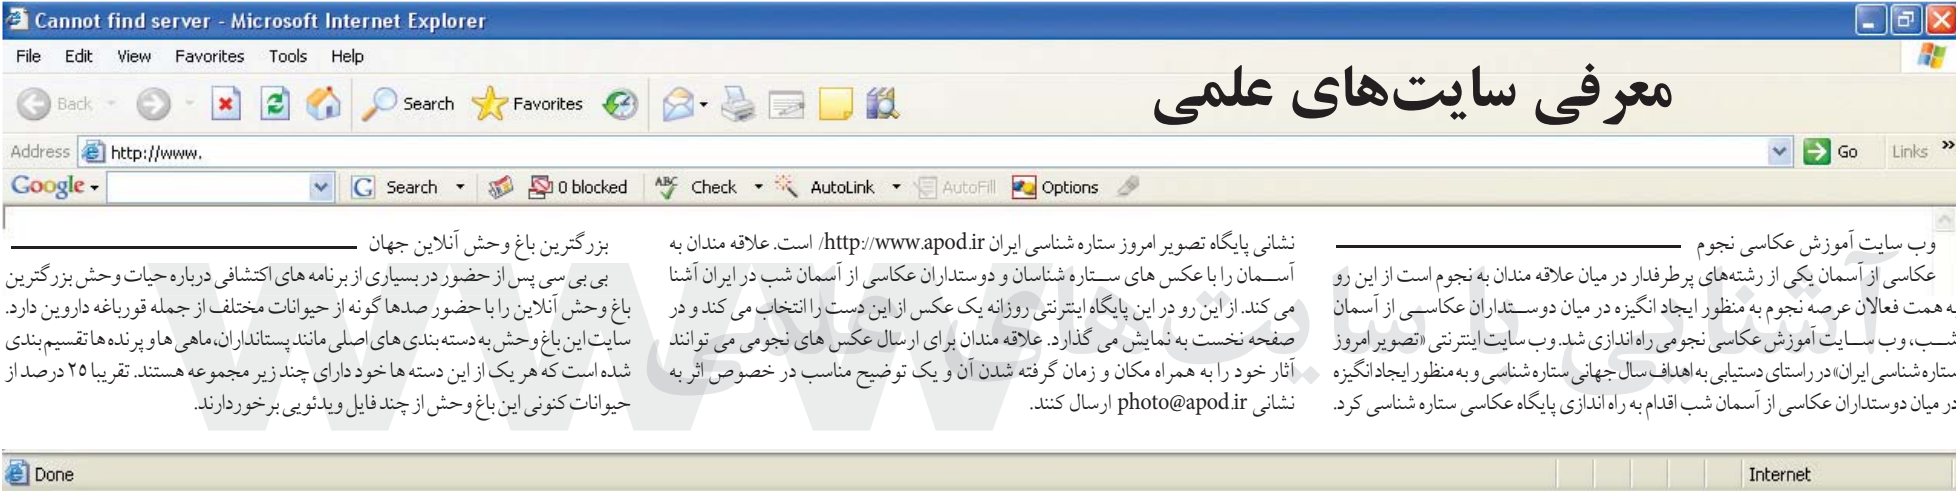 Cannot find server - Microsoft Internet Explorer
File Edit View Favorites Tools Help
معرفی سایت‌های علمی
Back Search Favorites
Address http://www. Go Links »
Google Search 0 blocked ABC Check AutoLink AutoFill Options
وب سایت آموزش عکاسی نجوم
عکاسی از آسمان یکی از رشته‌های پرطرفدار در میان علاقه مندان به نجوم است از این رو
به همت فعالان عرصه نجوم به منظور ایجاد انگیزه در میان دوستداران عکاسی از آسمان
شب، وب سایت آموزش عکاسی نجومی راه اندازی شد. وب سایت اینترنتی «تصویر امروز
ستاره شناسی ایران» در راستای دستیابی به اهداف سال جهانی ستاره شناسی و به منظور ایجاد انگیزه
در میان دوستداران عکاسی از آسمان شب اقدام به راه اندازی پایگاه عکاسی ستاره شناسی کرد.
نشانی پایگاه تصویر امروز ستاره شناسی ایران http://www.apod.ir/ است. علاقه مندان به
آسمان را با عکس های ستاره شناسان و دوستداران عکاسی از آسمان شب در ایران آشنا
می کند. از این رو در این پایگاه اینترنتی روزانه یک عکس از این دست را انتخاب می کند و در
صفحه نخست به نمایش می گذارد. علاقه مندان برای ارسال عکس های نجومی می توانند
آثار خود را به همراه مکان و زمان گرفته شدن آن و یک توضیح مناسب در خصوص اثر به
نشانی photo@apod.ir ارسال کنند.
بزرگترین باغ وحش آنلاین جهان
بی بی سی پس از حضور در بسیاری از برنامه های اکتشافی درباره حیات وحش بزرگترین
باغ وحش آنلاین را با حضور صدها گونه از حیوانات مختلف از جمله قورباغه داروین دارد.
سایت این باغ وحش به دسته بندی های اصلی مانند پستانداران، ماهی ها و پرنده ها تقسیم بندی
شده است که هر یک از این دسته ها خود دارای چند زیر مجموعه هستند. تقریبا ۲۵ درصد از
حیوانات کنونی این باغ وحش از چند فایل ویدئویی برخوردارند.
آشنایی با سایت های علمی
WWW
Done Internet